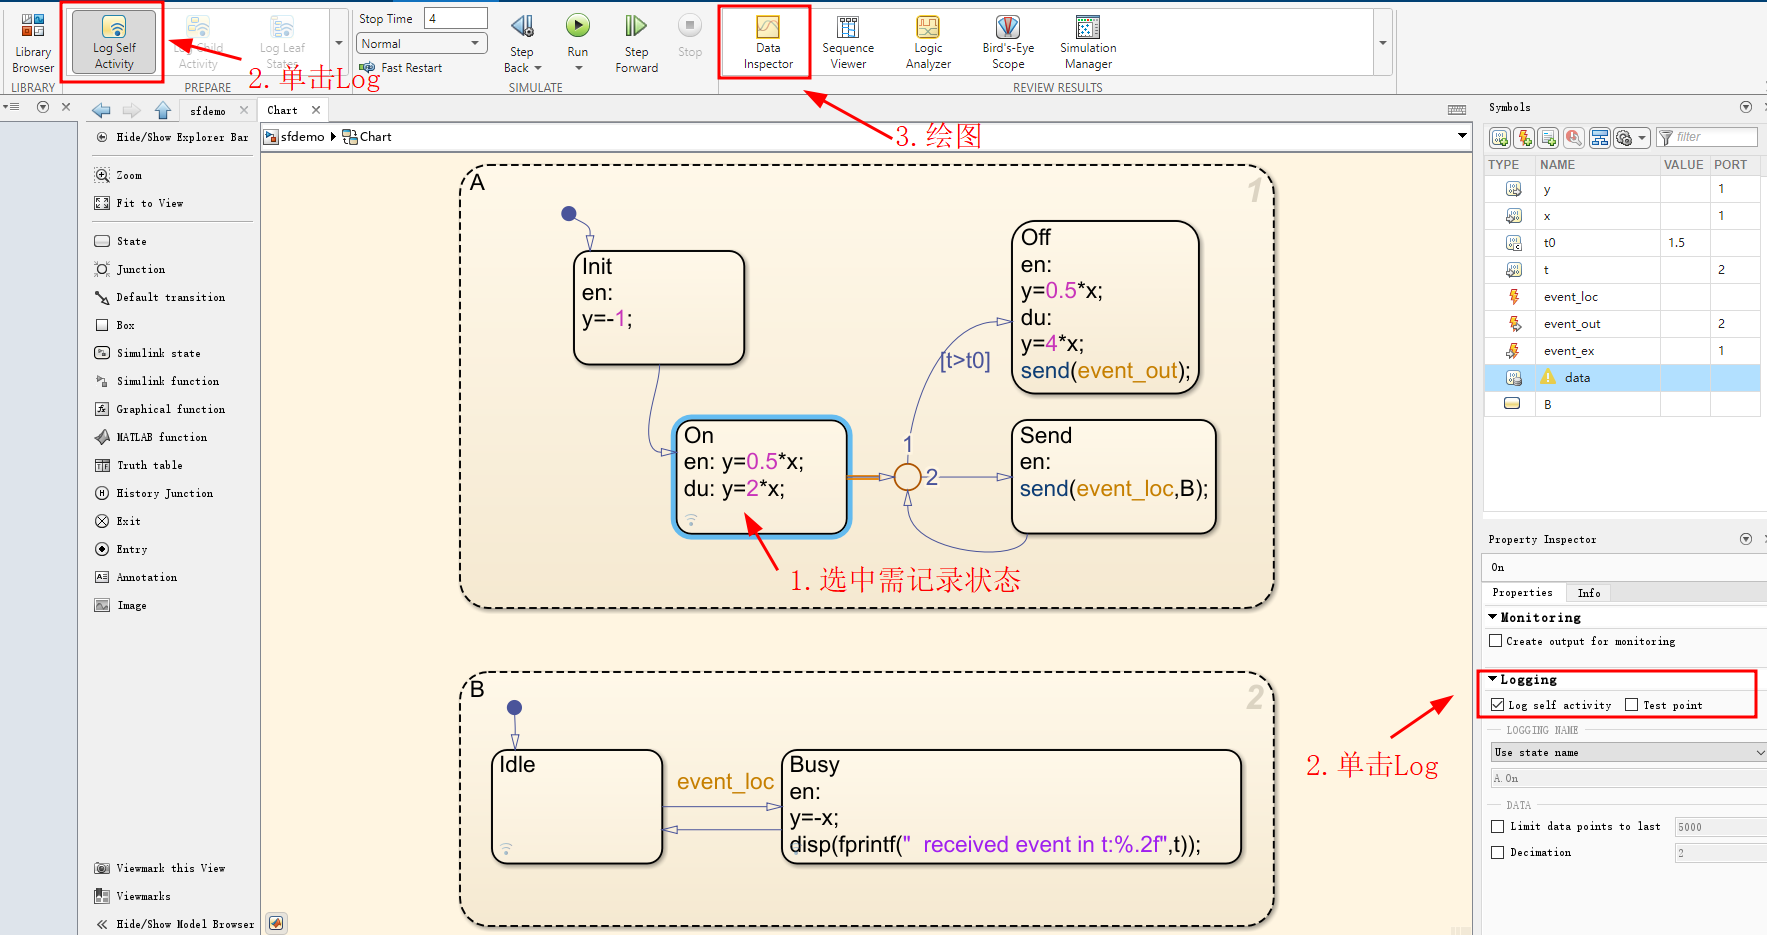 Library
Browser
LIBRARY
Log Self
Activity
Log Child
Activity
Log Leaf
States
PREPARE
Stop Time 4
Normal
Fast Restart
Step
Back
Run
Step
Forward
Stop
SIMULATE
Data
Inspector
Sequence
Viewer
Logic
Analyzer
Bird's-Eye
Scope
Simulation
Manager
REVIEW RESULTS
2.单击Log
3.绘图
sfdemo
Chart
sfdemo Chart
Hide/Show Explorer Bar
Zoom
Fit to View
State
Junction
Default transition
Box
Simulink state
Simulink function
Graphical function
MATLAB function
Truth table
History Junction
Exit
Entry
Annotation
Image
Viewmark this View
Viewmarks
Hide/Show Model Browser
A
1
Init
en:
y=-1;
Off
en:
y=0.5*x;
du:
y=4*x;
send(event_out);
[t>t0]
On
en: y=0.5*x;
du: y=2*x;
1
2
Send
en:
send(event_loc,B);
1.选中需记录状态
B
2
Idle
event_loc
Busy
en:
y=-x;
disp(fprintf("  received event in t:%.2f",t));
Symbols
filter
TYPE NAME VALUE PORT
y 1
x 1
t0 1.5
t 2
event_loc
event_out 2
event_ex 1
data
B
Property Inspector
On
Properties Info
Monitoring
Create output for monitoring
Logging
Log self activity Test point
LOGGING NAME
Use state name
A.On
DATA
Limit data points to last 5000
Decimation 2
2.单击Log